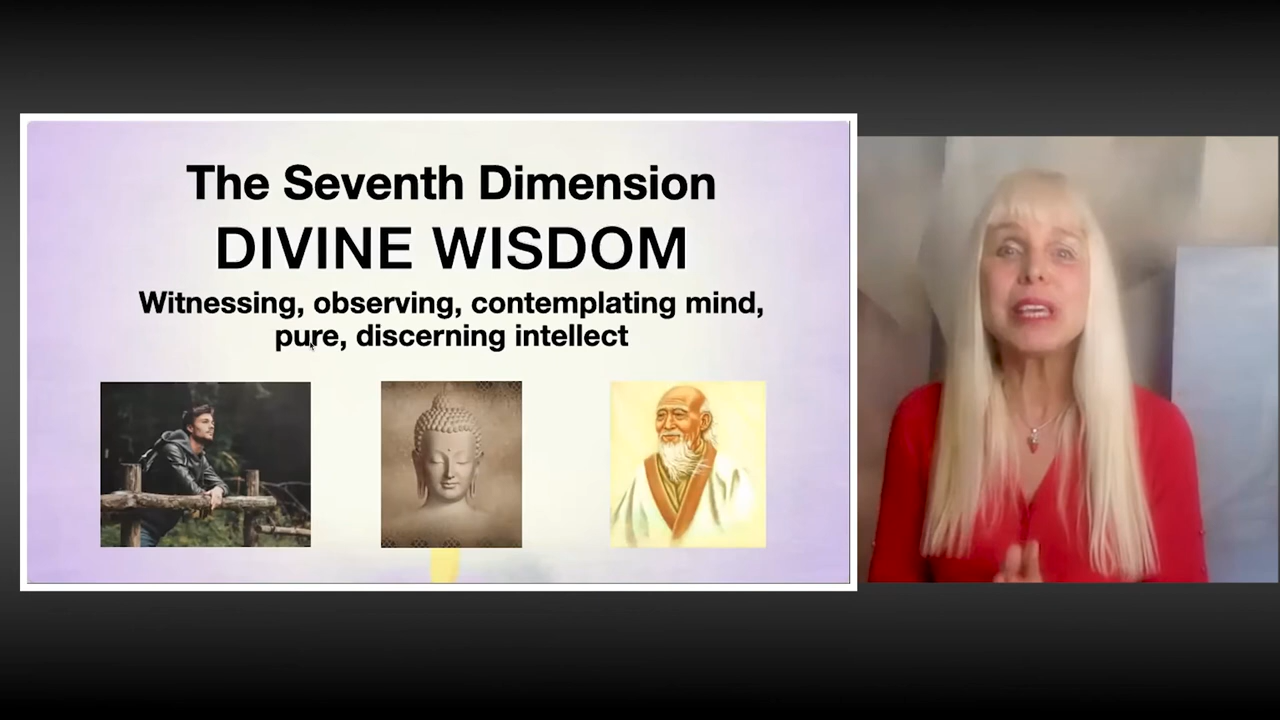 The Seventh Dimension
DIVINE WISDOM
Witnessing, observing, contemplating mind,
pure, discerning intellect